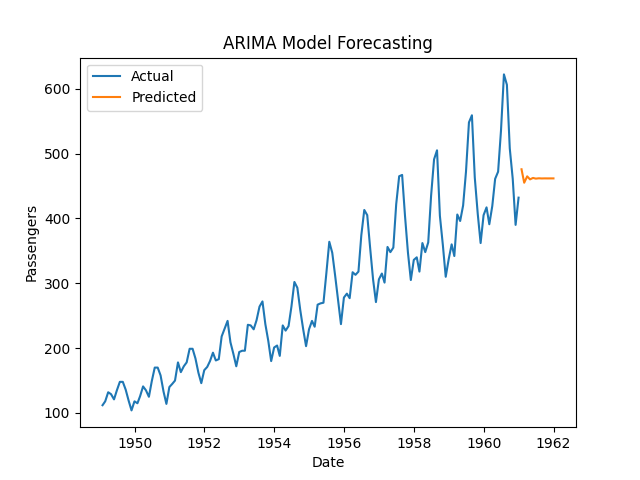 ARIMA Model Forecasting
Actual
Predicted
600
500
400
300
200
100
Passengers
1950 1952 1954 1956 1958 1960 1962
Date